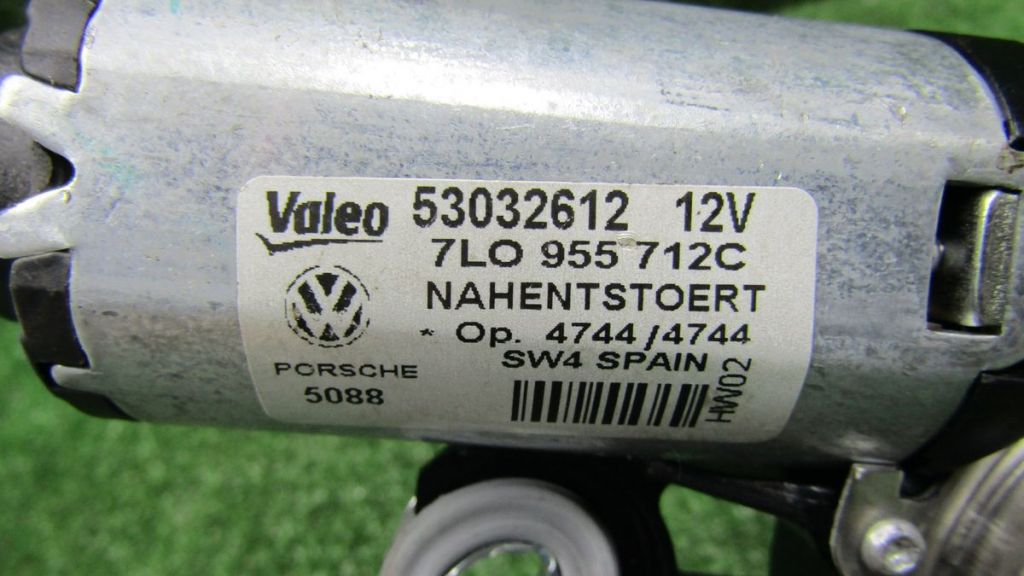 Valeo 53032612 12V
7LO 955 712C
NAHENTSTOERT
* Op. 4744/4744
SW4 SPAIN
PORSCHE
5088
HW02